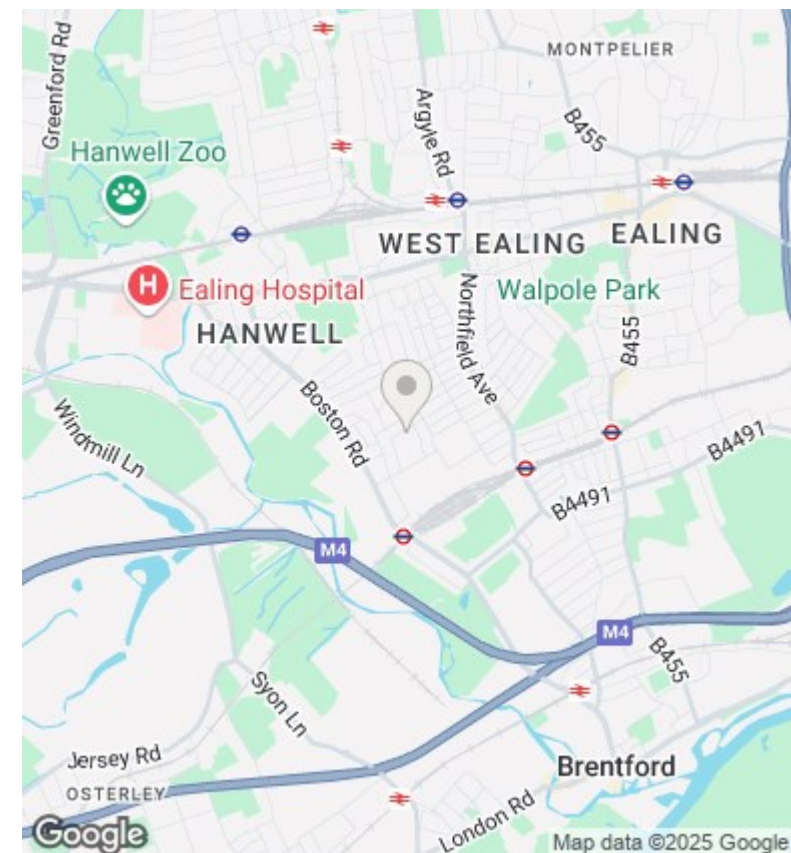 MONTPELIER
Greenford Rd
Argyle Rd
B455
Hanwell Zoo
WEST EALING
EALING
H
Ealing Hospital
Walpole Park
HANWELL
Northfield Ave
B455
Boston Rd
Windmill Ln
B4491
B4491
M4
M4
B455
Syon Ln
Jersey Rd
OSTERLEY
Brentford
London Rd
Google
Map data ©2025 Google